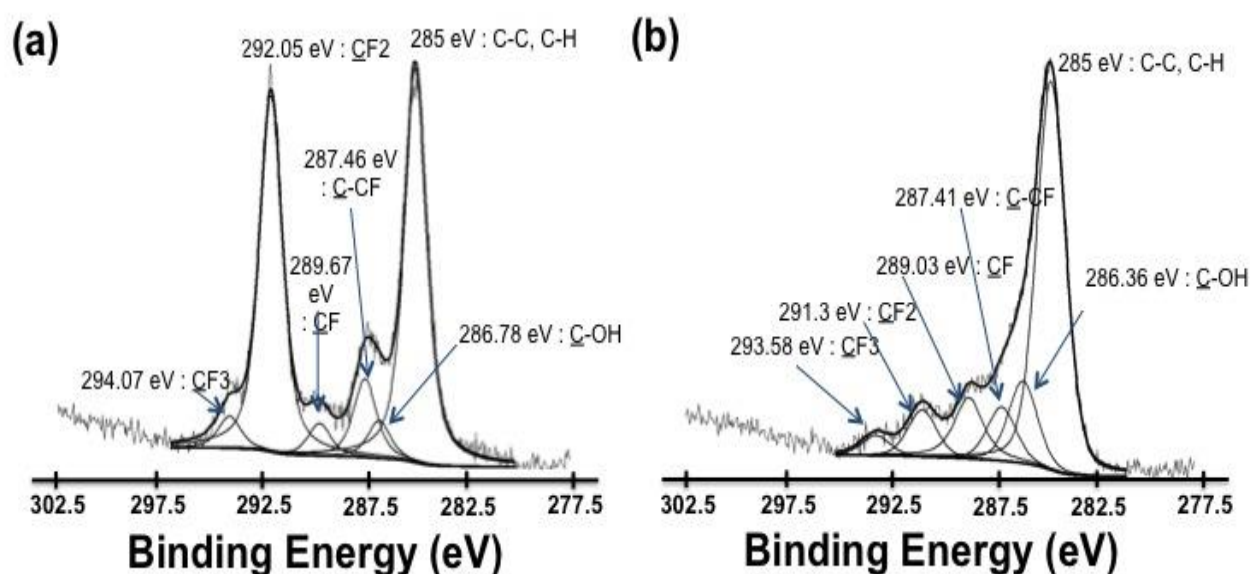 (a)
292.05 eV : CF2
285 eV : C-C, C-H
287.46 eV
: C-CF
289.67
eV
: CF
286.78 eV : C-OH
294.07 eV : CF3
302.5 297.5 292.5 287.5 282.5 277.5
Binding Energy (eV)
(b)
285 eV : C-C, C-H
287.41 eV : C-CF
289.03 eV : CF
286.36 eV : C-OH
291.3 eV : CF2
293.58 eV : CF3
302.5 297.5 292.5 287.5 282.5 277.5
Binding Energy (eV)